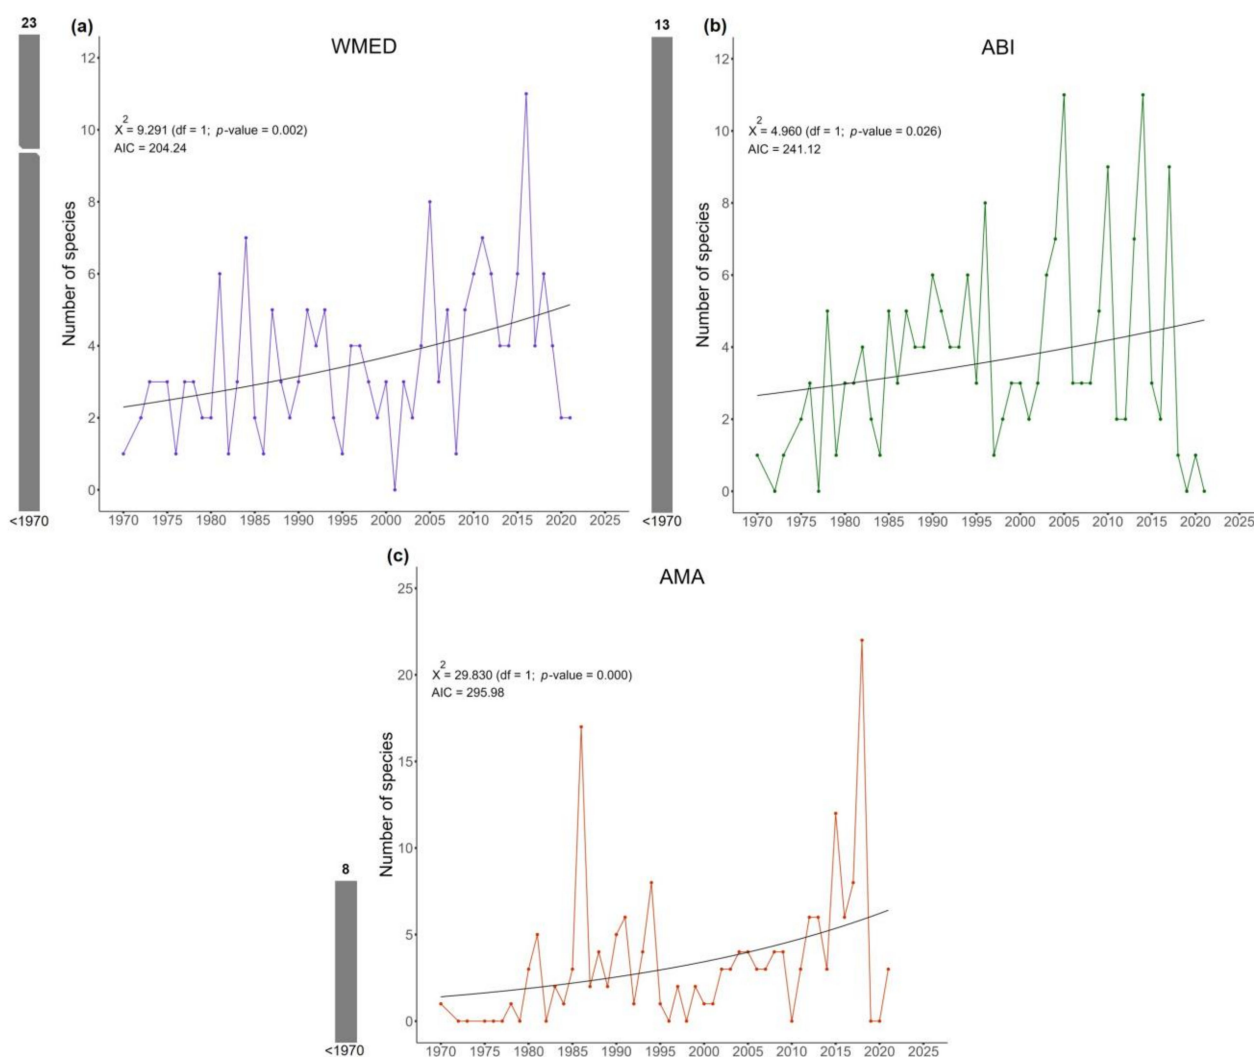 23
(a)
WMED
12
10
8
6
4
2
0
Number of species
X2 = 9.291 (df = 1; p-value = 0.002)
AIC = 204.24
<1970
1970 1975 1980 1985 1990 1995 2000 2005 2010 2015 2020 2025
13
(b)
ABI
12
10
8
6
4
2
0
Number of species
X2 = 4.960 (df = 1; p-value = 0.026)
AIC = 241.12
<1970
1970 1975 1980 1985 1990 1995 2000 2005 2010 2015 2020 2025
(c)
AMA
25
20
15
10
5
0
Number of species
X2 = 29.830 (df = 1; p-value = 0.000)
AIC = 295.98
8
<1970
1970 1975 1980 1985 1990 1995 2000 2005 2010 2015 2020 2025